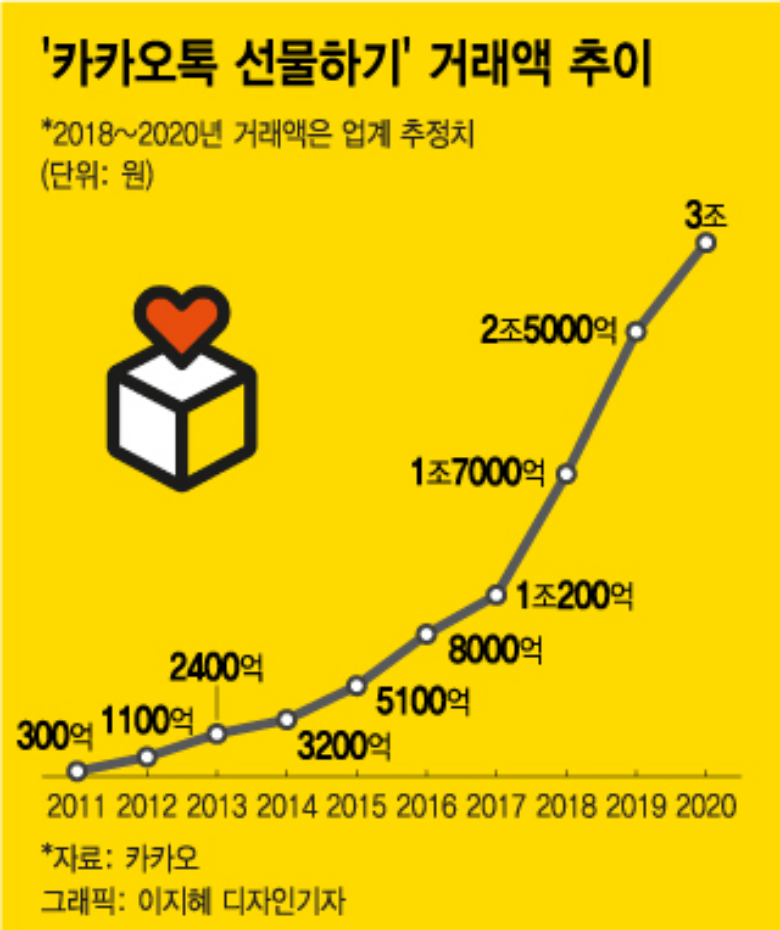 '카카오톡 선물하기' 거래액 추이
*2018~2020년 거래액은 업계 추정치
(단위: 원)
3조
2조5000억
1조7000억
1조200억
8000억
2400억
5100억
300억 1100억
3200억
2011 2012 2013 2014 2015 2016 2017 2018 2019 2020
*자료: 카카오
그래픽: 이지혜 디자인기자